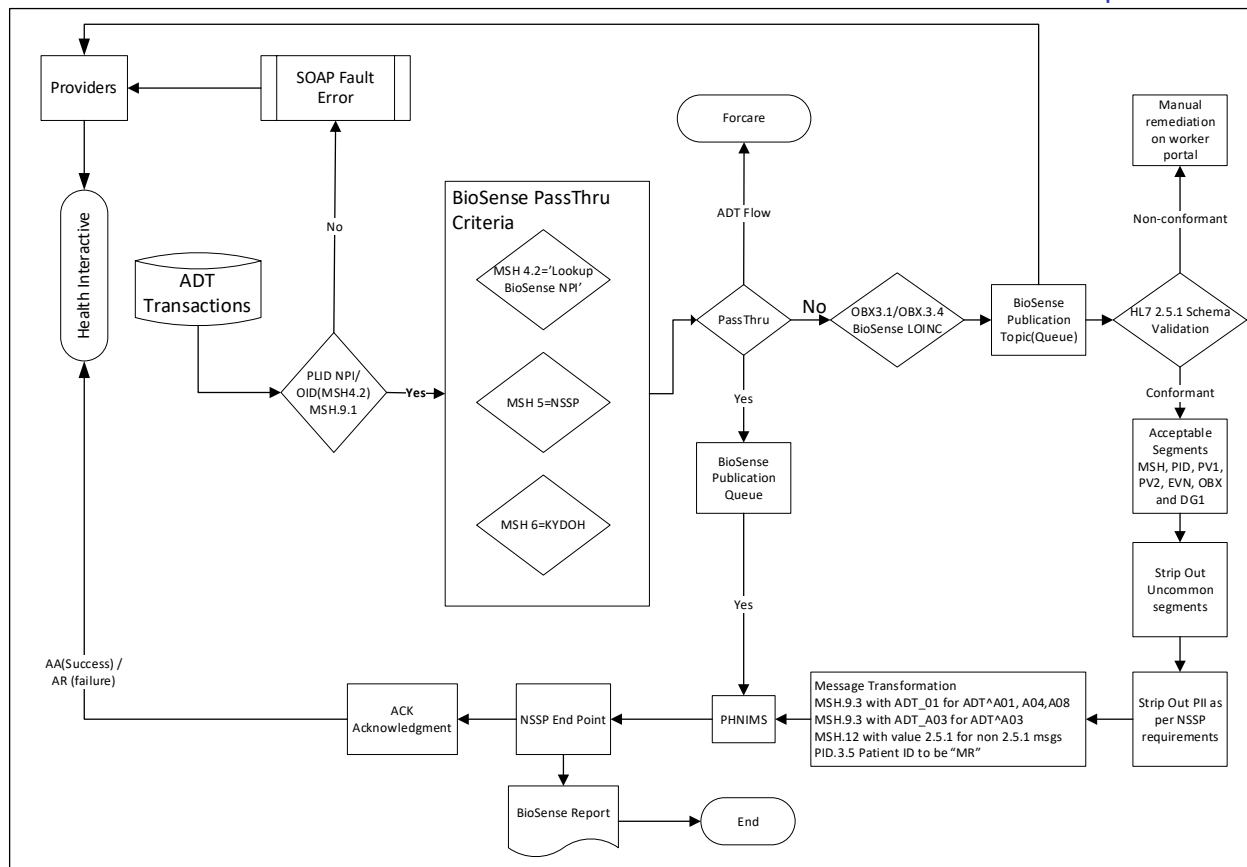 Providers
SOAP Fault
Error
Forcare
Manual
remediation
on worker
portal
Health Interactive
No
BioSense PassThru
Criteria
ADT Flow
Non-conformant
ADT
Transactions
MSH 4.2='Lookup
BioSense NPI'
PassThru
No
OBX3.1/OBX.3.4
BioSense LOINC
BioSense
Publication
Topic(Queue)
HL7 2.5.1 Schema
Validation
PLID NPI/
OID(MSH4.2)
MSH.9.1
Yes
MSH 5=NSSP
Yes
Conformant
BioSense
Publication
Queue
Acceptable
Segments
MSH, PID, PV1,
PV2, EVN, OBX
and DG1
MSH 6=KYDOH
Strip Out
Uncommon
segments
Yes
AA(Success) /
AR (failure)
ACK
Acknowledgment
NSSP End Point
PHNIMS
Message Transformation
MSH.9.3 with ADT_01 for ADT^A01, A04,A08
MSH.9.3 with ADT_A03 for ADT^A03
MSH.12 with value 2.5.1 for non 2.5.1 msgs
PID.3.5 Patient ID to be “MR”
Strip Out PII as
per NSSP
requirements
BioSense Report
End